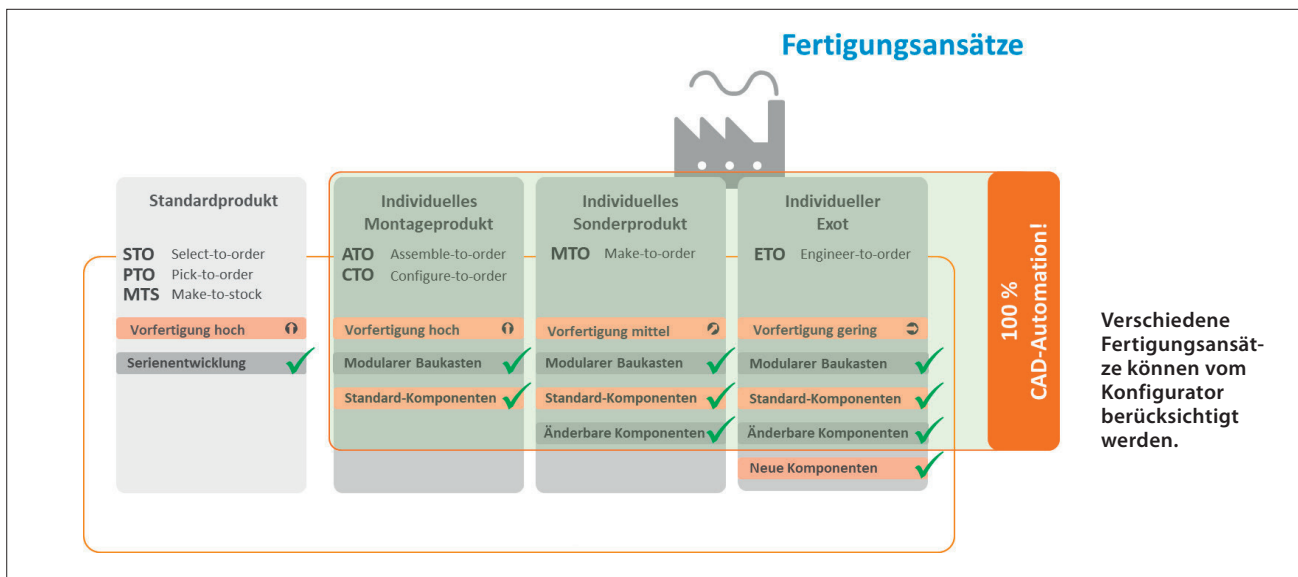 Fertigungsansätze
Standardprodukt
STO Select-to-order
PTO Pick-to-order
MTS Make-to-stock
Vorfertigung hoch
Serienentwicklung
Individuelles
Montageprodukt
ATO Assemble-to-order
CTO Configure-to-order
Vorfertigung hoch
Modularer Baukasten
Standard-Komponenten
Individuelles
Sonderprodukt
MTO Make-to-order
Vorfertigung mittel
Modularer Baukasten
Standard-Komponenten
Änderbare Komponenten
Individueller
Exot
ETO Engineer-to-order
Vorfertigung gering
Modularer Baukasten
Standard-Komponenten
Änderbare Komponenten
Neue Komponenten
100 %
CAD-Automation!
Verschiedene
Fertigungsansät-
ze können vom
Konfigurator
berücksichtigt
werden.